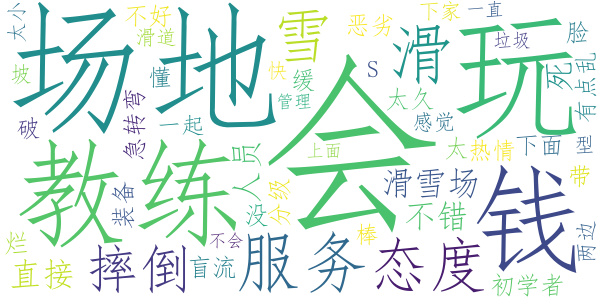 太小
不好
滑道
场地
雪
恶劣
下家
一直
垃圾
滑
玩
脸
坡
懂
快
缓
S
死
有点乱
破
急转弯
一起
管理
太久
感觉
会
教练
人员
上面
太
热情
下面
型
装备
没
分级
滑雪场
钱
带
不错
两边
烂
直接
摔倒
不会
盲流
服务
棒
态度
初学者